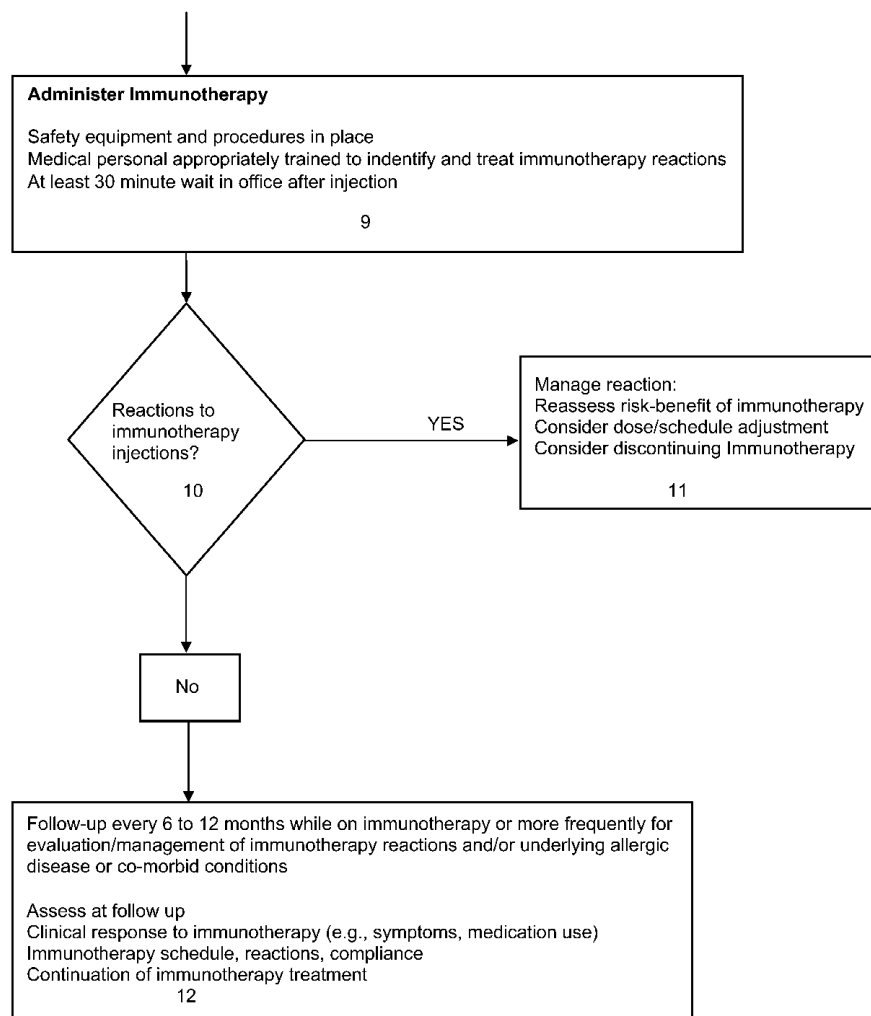 Administer Immunotherapy
Safety equipment and procedures in place
Medical personal appropriately trained to indentify and treat immunotherapy reactions
At least 30 minute wait in office after injection
9
Reactions to
immunotherapy
injections?
10
YES
Manage reaction:
Reassess risk-benefit of immunotherapy
Consider dose/schedule adjustment
Consider discontinuing Immunotherapy
11
No
Follow-up every 6 to 12 months while on immunotherapy or more frequently for
evaluation/management of immunotherapy reactions and/or underlying allergic
disease or co-morbid conditions
Assess at follow up
Clinical response to immunotherapy (e.g., symptoms, medication use)
Immunotherapy schedule, reactions, compliance
Continuation of immunotherapy treatment
12